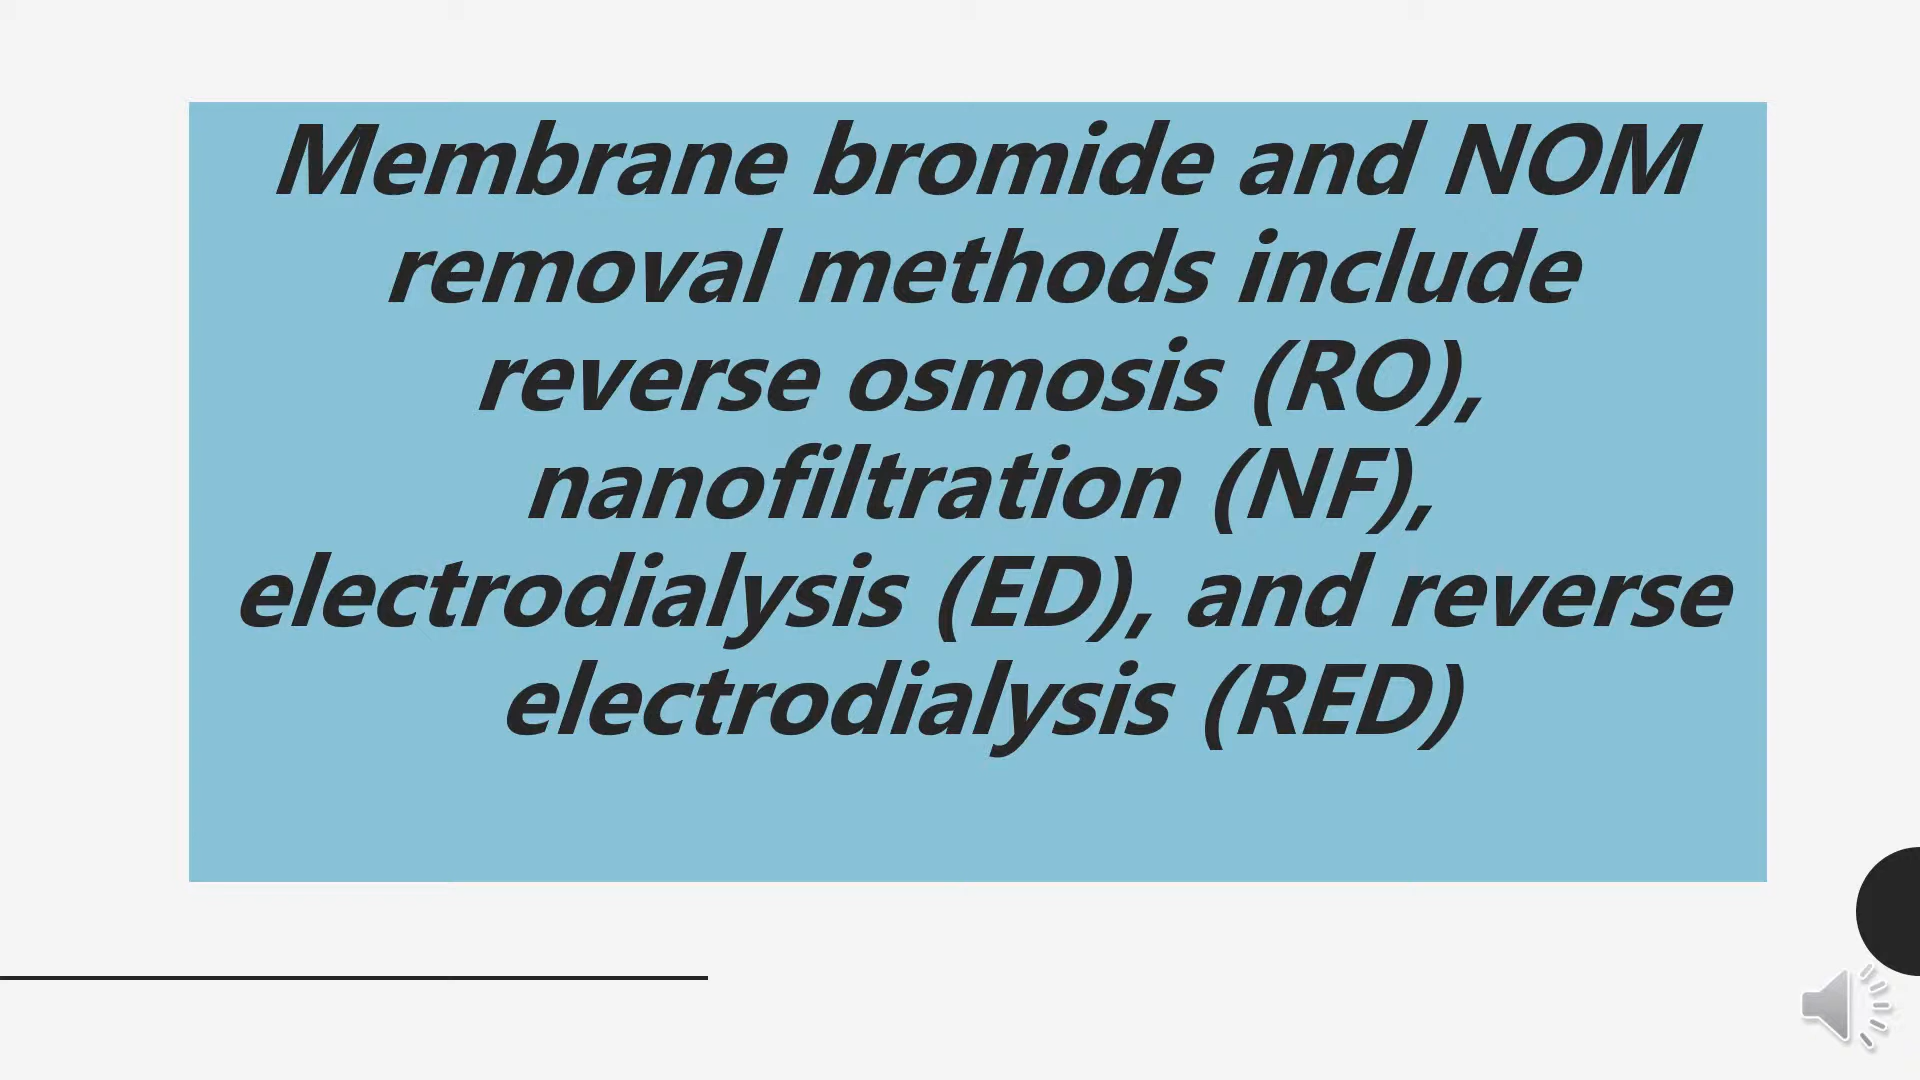 Membrane bromide and NOM
removal methods include
reverse osmosis (RO),
nanofiltration (NF),
electrodialysis (ED), and reverse
electrodialysis (RED)